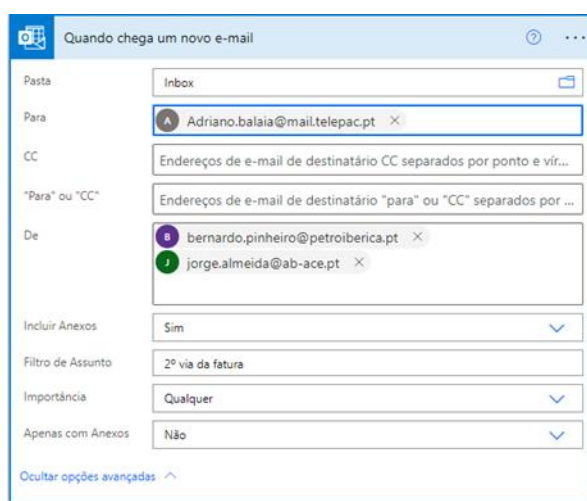 Quando chega um novo e-mail
Pasta
Inbox
Para
A Adriano.balaia@mail.telepac.pt ×
CC
Endereços de e-mail de destinatário CC separados por ponto e vír...
"Para" ou "CC"
Endereços de e-mail de destinatário "para" ou "CC" separados por ...
De
B bernardo.pinheiro@petroiberica.pt ×
J jorge.almeida@ab-ace.pt ×
Incluir Anexos
Sim
Filtro de Assunto
2º via da fatura
Importância
Qualquer
Apenas com Anexos
Não
Ocultar opções avançadas